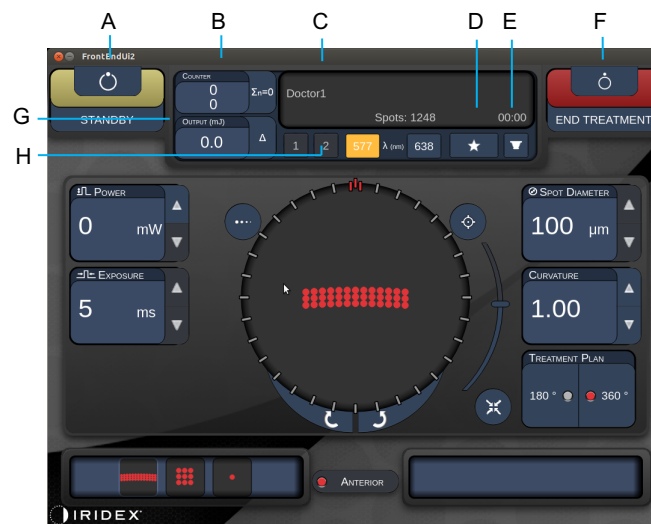 A
B
C
D
E
F
G
H
FrontEndUi2
STANDBY
COUNTER
0
0
Σn=0
OUTPUT (mJ)
0.0
Δ
Doctor1
Spots: 1248
00:00
1
2
577
λ (nm)
638
END TREATMENT
POWER
0
mW
EXPOSURE
5
ms
SPOT DIAMETER
100
μm
CURVATURE
1.00
TREATMENT PLAN
180 °
360 °
ANTERIOR
IRIDEX